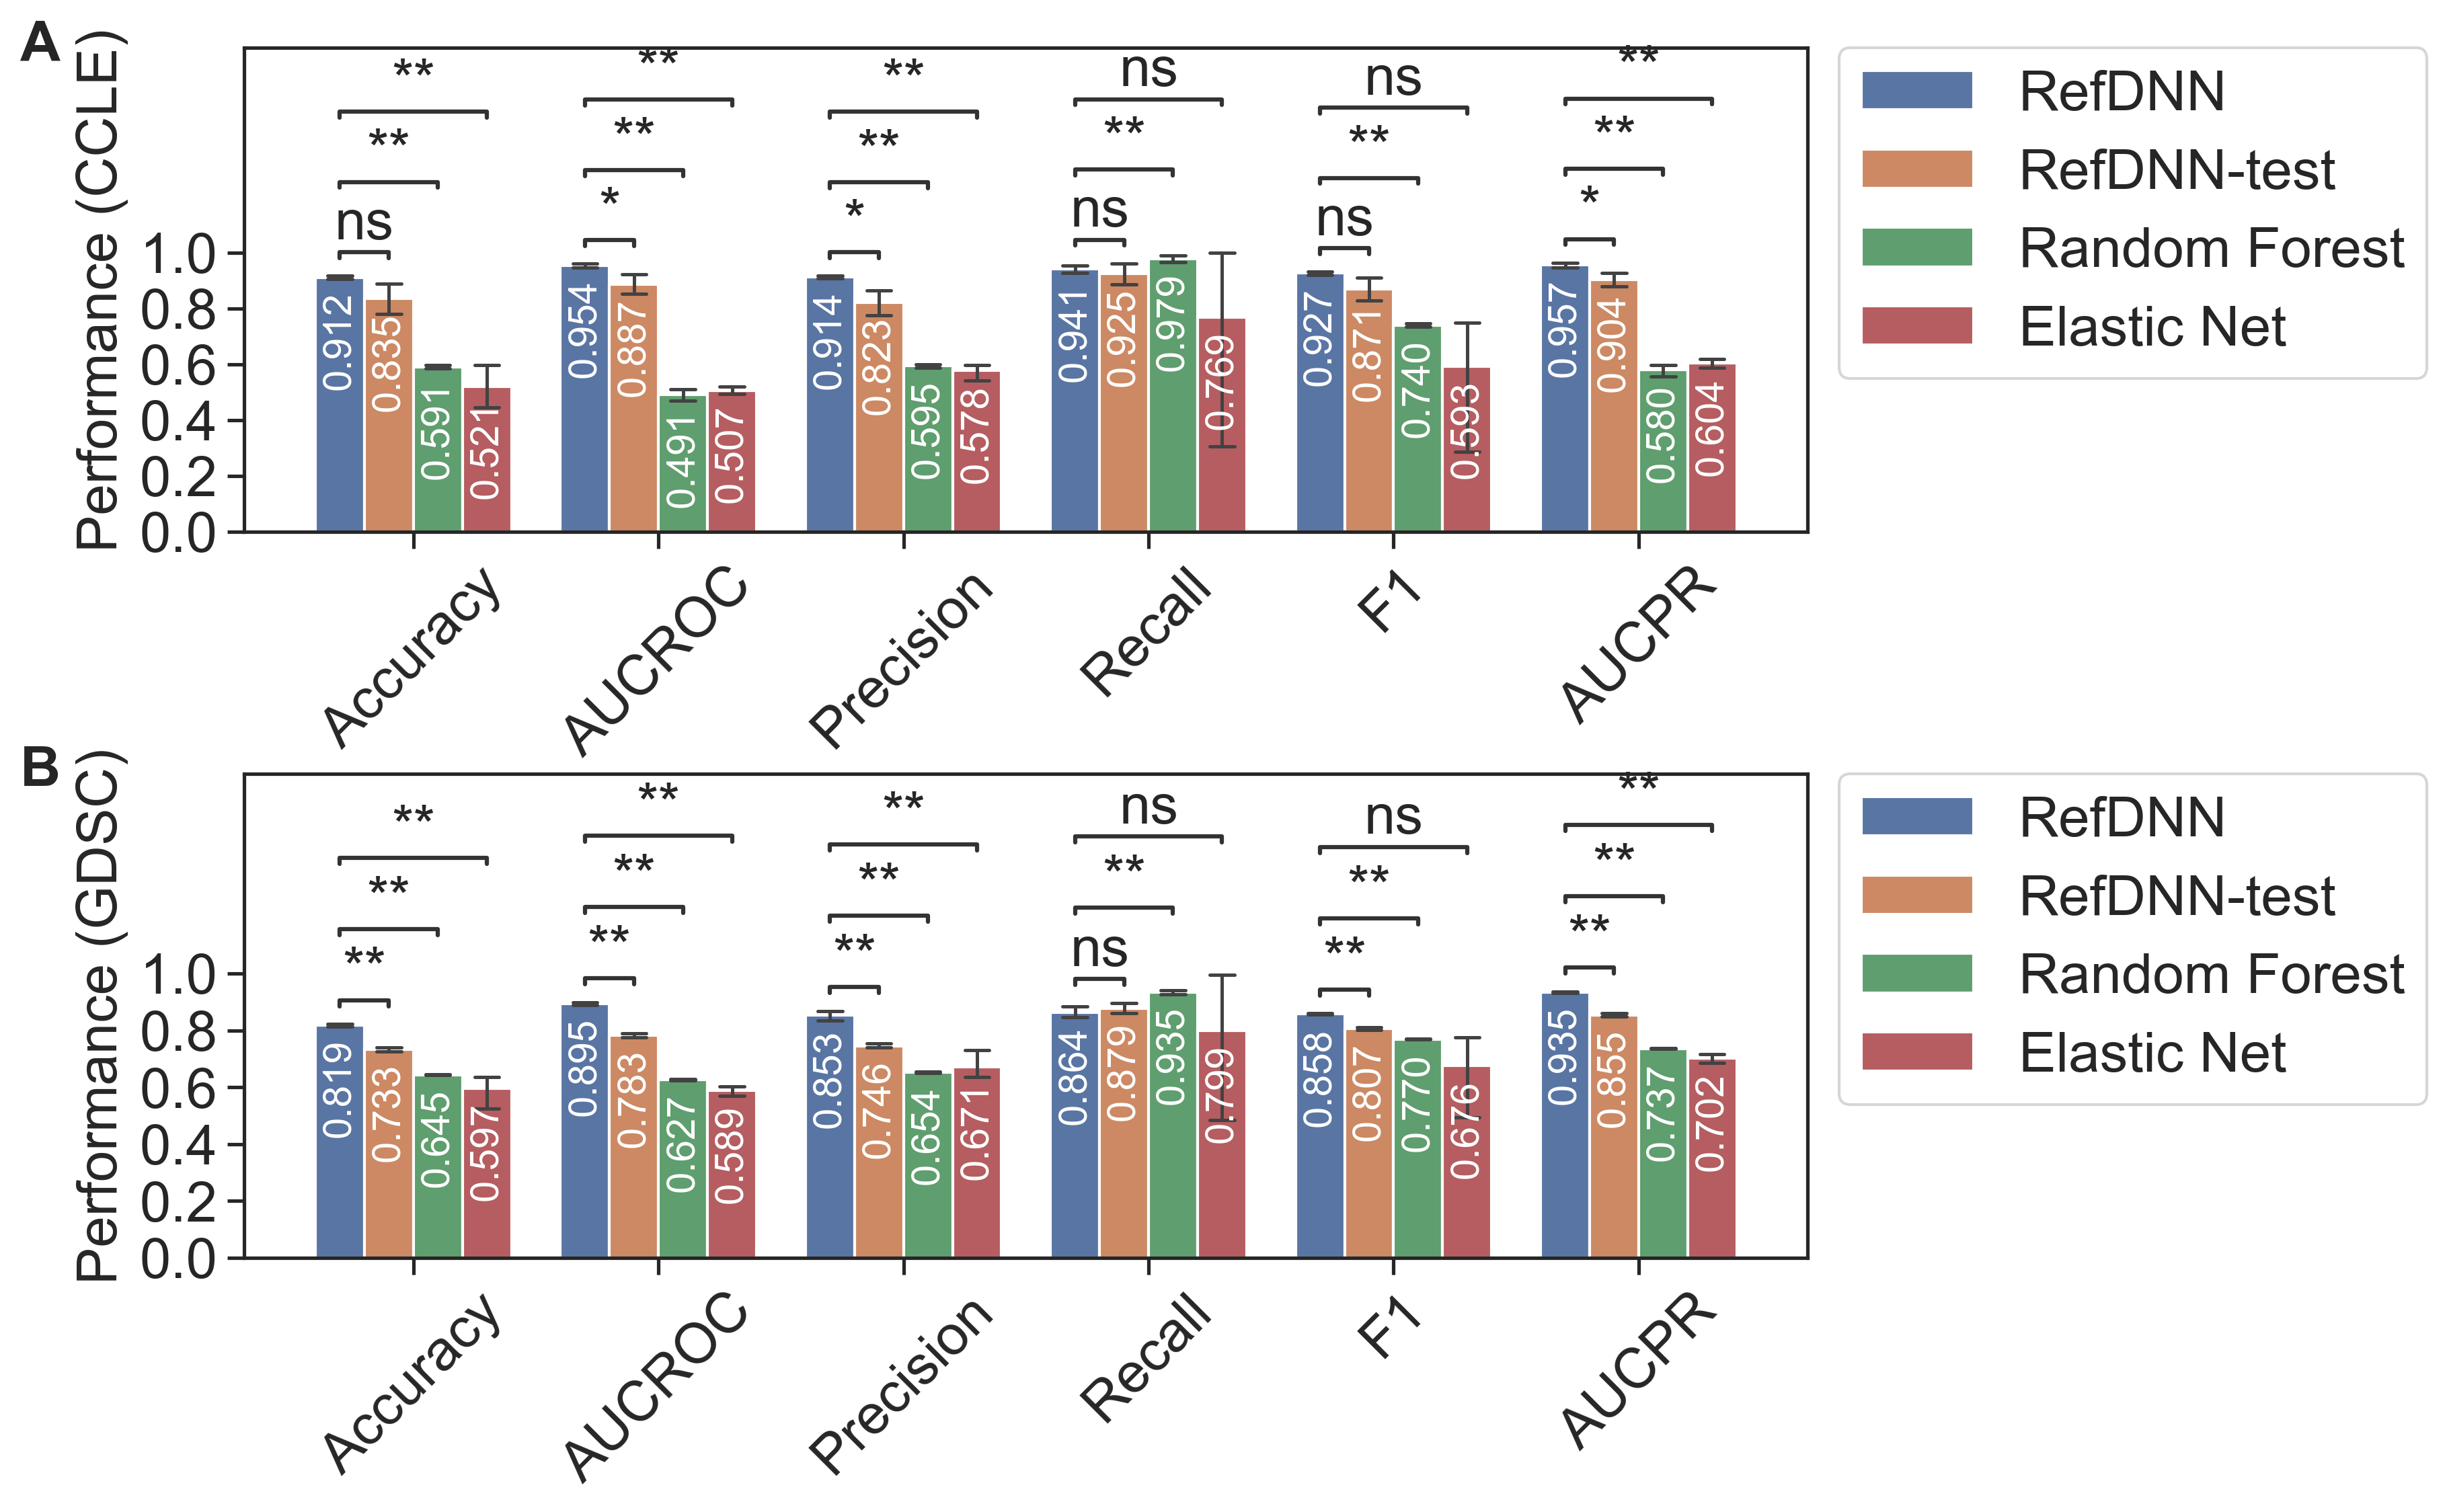 A
Performance (CCLE)
1.0
0.8
0.6
0.4
0.2
0.0
** ** ** ns ns **
** ** ** ** ** **
ns * * ns ns *
0.912 0.835 0.591 0.521
0.954 0.887 0.491 0.507
0.914 0.823 0.595 0.578
0.941 0.925 0.979 0.769
0.927 0.871 0.740 0.593
0.957 0.904 0.580 0.604
Accuracy
AUCROC
Precision
Recall
F1
AUCPR
RefDNN
RefDNN-test
Random Forest
Elastic Net
B
Performance (GDSC)
1.0
0.8
0.6
0.4
0.2
0.0
** ** ** ns ns **
** ** ** ** ** **
** ** ** ns ** **
0.819 0.733 0.645 0.597
0.895 0.783 0.627 0.589
0.853 0.746 0.654 0.671
0.864 0.879 0.935 0.799
0.858 0.807 0.770 0.676
0.935 0.855 0.737 0.702
Accuracy
AUCROC
Precision
Recall
F1
AUCPR
RefDNN
RefDNN-test
Random Forest
Elastic Net